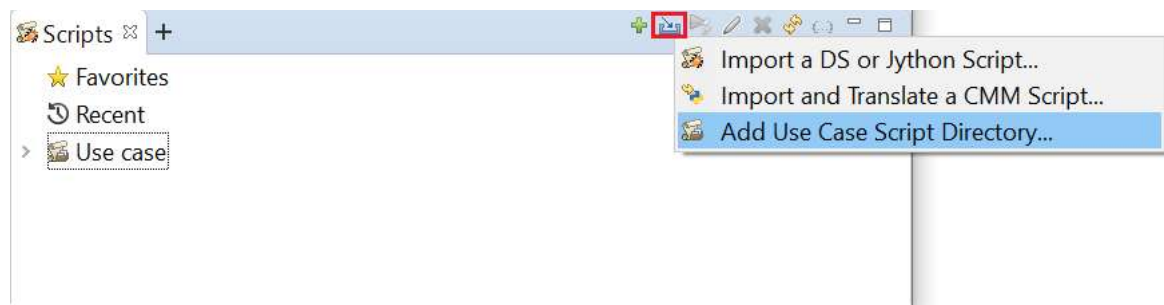 Scripts
Favorites
Recent
Use case
Import a DS or Jython Script...
Import and Translate a CMM Script...
Add Use Case Script Directory...